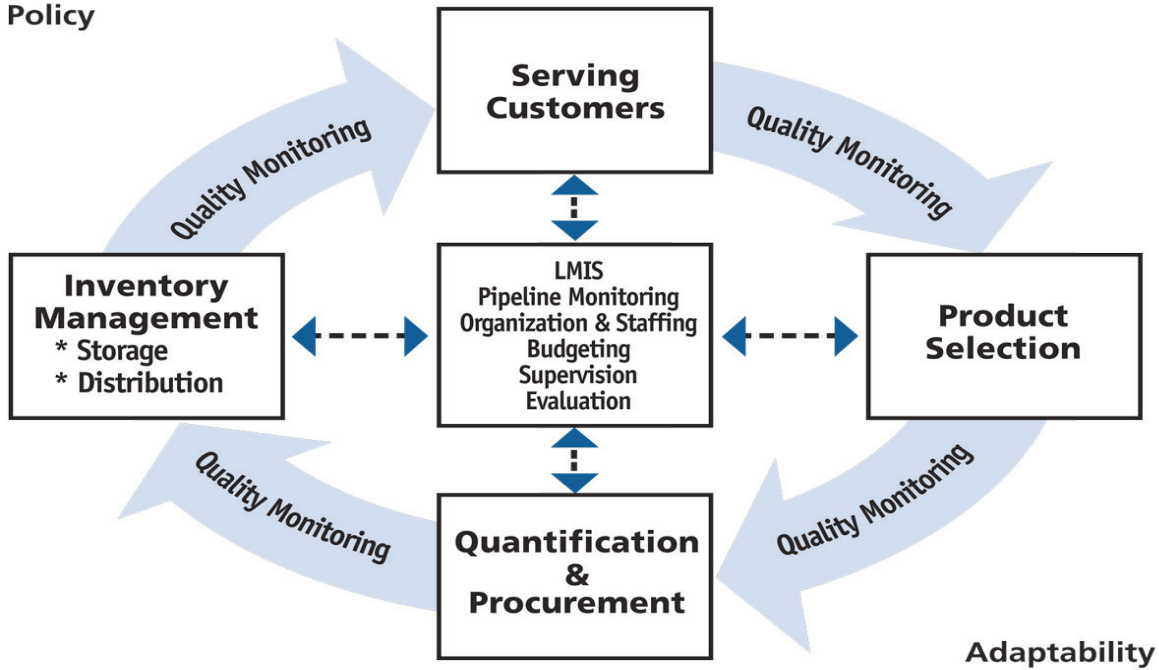 Policy
Serving
Customers
Quality Monitoring
Quality Monitoring
Inventory
Management
* Storage
* Distribution
LMIS
Pipeline Monitoring
Organization & Staffing
Budgeting
Supervision
Evaluation
Product
Selection
Quality Monitoring
Quality Monitoring
Quantification
&
Procurement
Adaptability